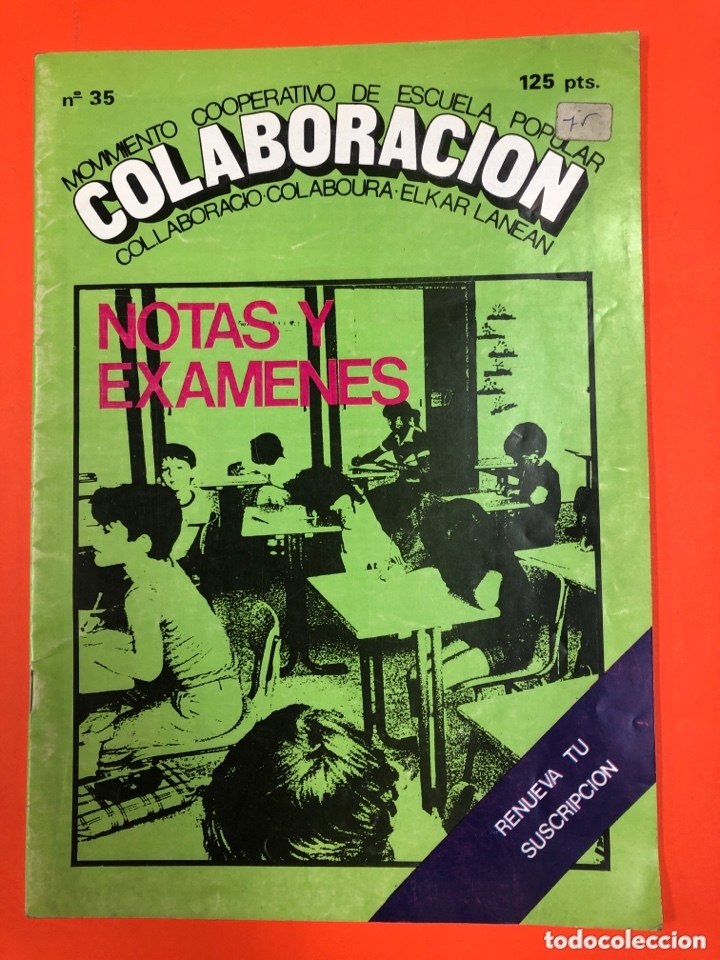 nº 35
125 pts.
MOVIMIENTO COOPERATIVO DE ESCUELA POPULAR
COLABORACION
COLLABORACIO·COLABOURA·ELKAR LANEAN
NOTAS Y
EXAMENES
RENUEVA TU
SUSCRIPCION
todocoleccion.net